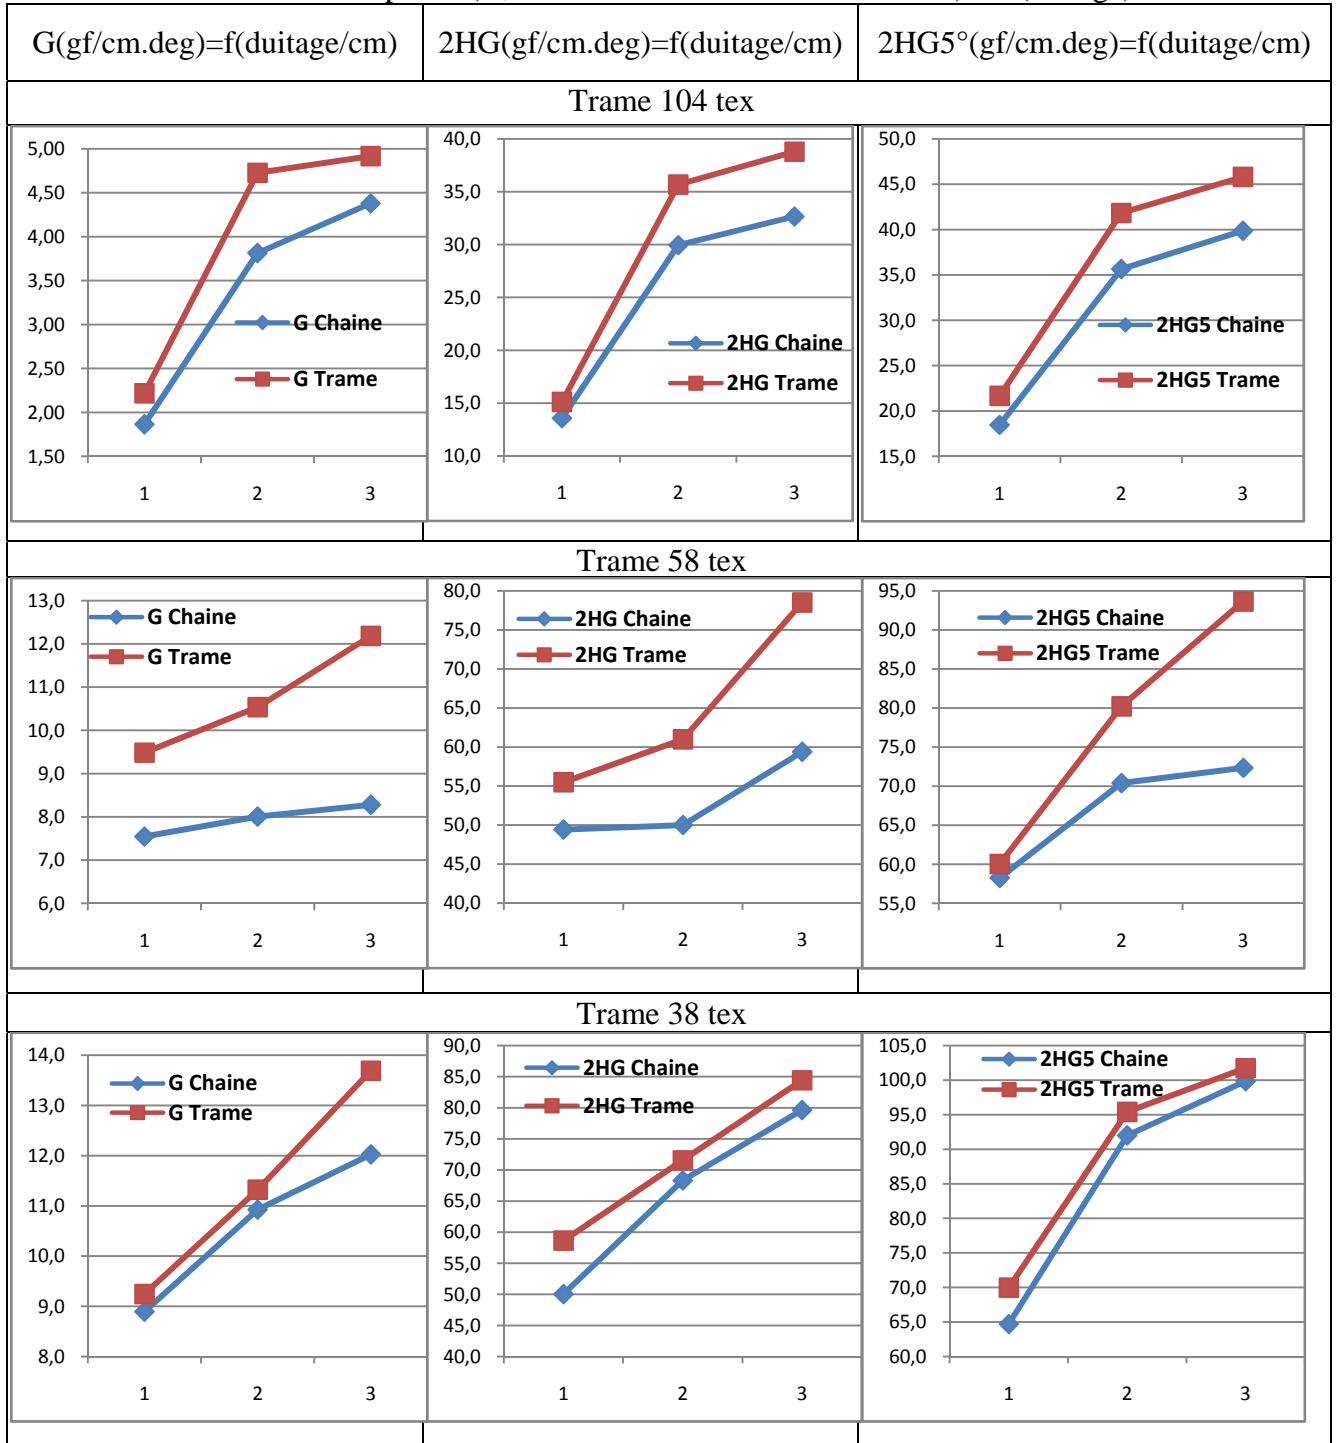 G(gf/cm.deg)=f(duitage/cm)
2HG(gf/cm.deg)=f(duitage/cm)
2HG5°(gf/cm.deg)=f(duitage/cm)
Trame 104 tex
5,00
4,50
4,00
3,50
3,00
2,50
2,00
1,50
G Chaine
G Trame
1 2 3
40,0
35,0
30,0
25,0
20,0
15,0
10,0
2HG Chaine
2HG Trame
1 2 3
50,0
45,0
40,0
35,0
30,0
25,0
20,0
15,0
2HG5 Chaine
2HG5 Trame
1 2 3
Trame 58 tex
13,0
12,0
11,0
10,0
9,0
8,0
7,0
6,0
G Chaine
G Trame
1 2 3
80,0
75,0
70,0
65,0
60,0
55,0
50,0
45,0
40,0
2HG Chaine
2HG Trame
1 2 3
95,0
90,0
85,0
80,0
75,0
70,0
65,0
60,0
55,0
2HG5 Chaine
2HG5 Trame
1 2 3
Trame 38 tex
14,0
13,0
12,0
11,0
10,0
9,0
8,0
G Chaine
G Trame
1 2 3
90,0
85,0
80,0
75,0
70,0
65,0
60,0
55,0
50,0
45,0
40,0
2HG Chaine
2HG Trame
1 2 3
105,0
100,0
95,0
90,0
85,0
80,0
75,0
70,0
65,0
60,0
2HG5 Chaine
2HG5 Trame
1 2 3